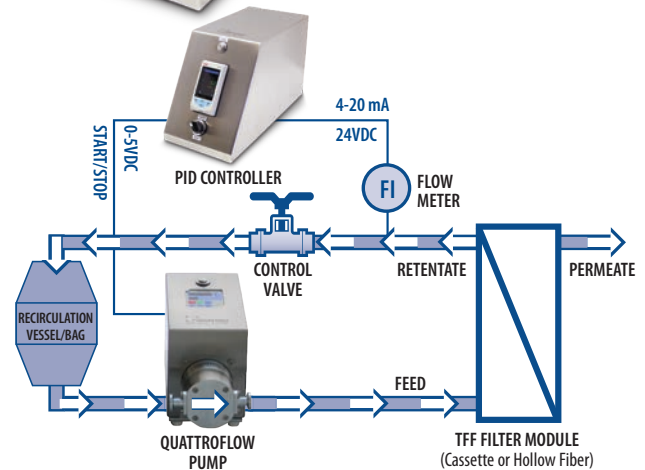 4-20 mA
24VDC
0-5VDC
START/STOP
PID CONTROLLER
FI
FLOW
METER
CONTROL
VALVE
RETENTATE
PERMEATE
RECIRCULATION
VESSEL/BAG
FEED
QUATTROFLOW
PUMP
TFF FILTER MODULE
(Cassette or Hollow Fiber)